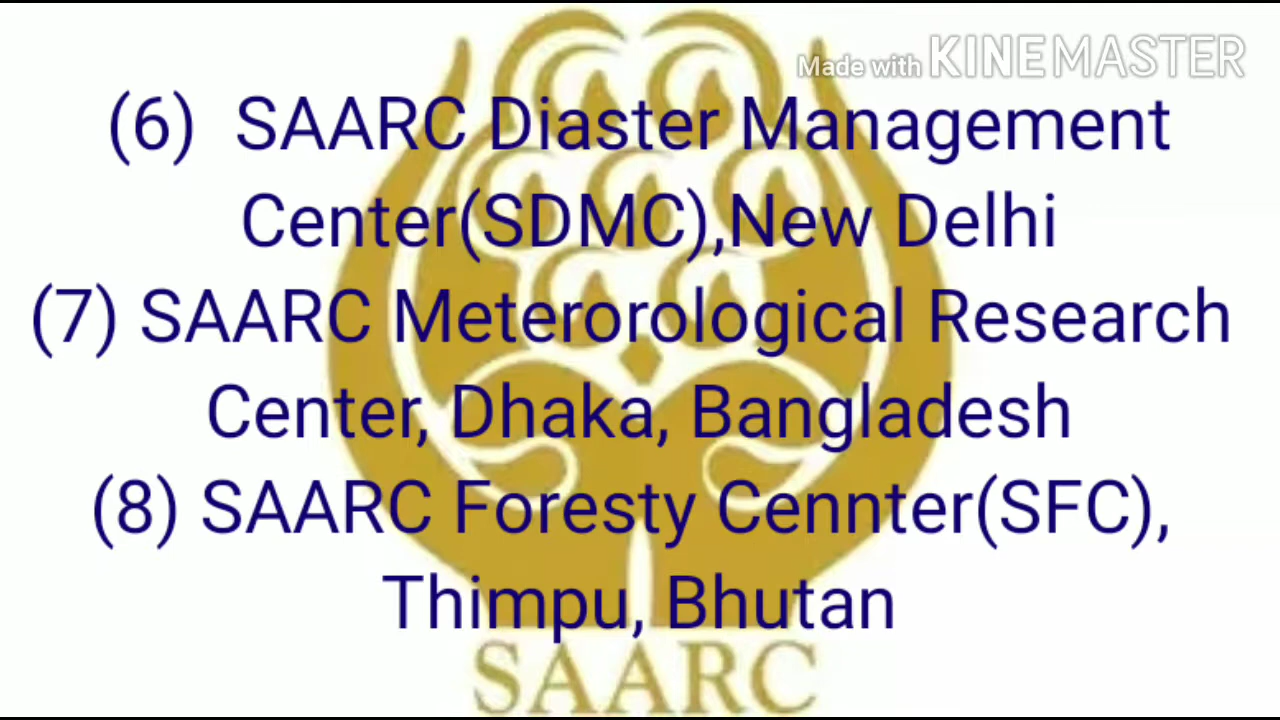 Made with KINEMASTER
(6) SAARC Diaster Management
Center(SDMC),New Delhi
(7) SAARC Meterorological Research
Center, Dhaka, Bangladesh
(8) SAARC Foresty Cennter(SFC),
Thimpu, Bhutan
SAARC